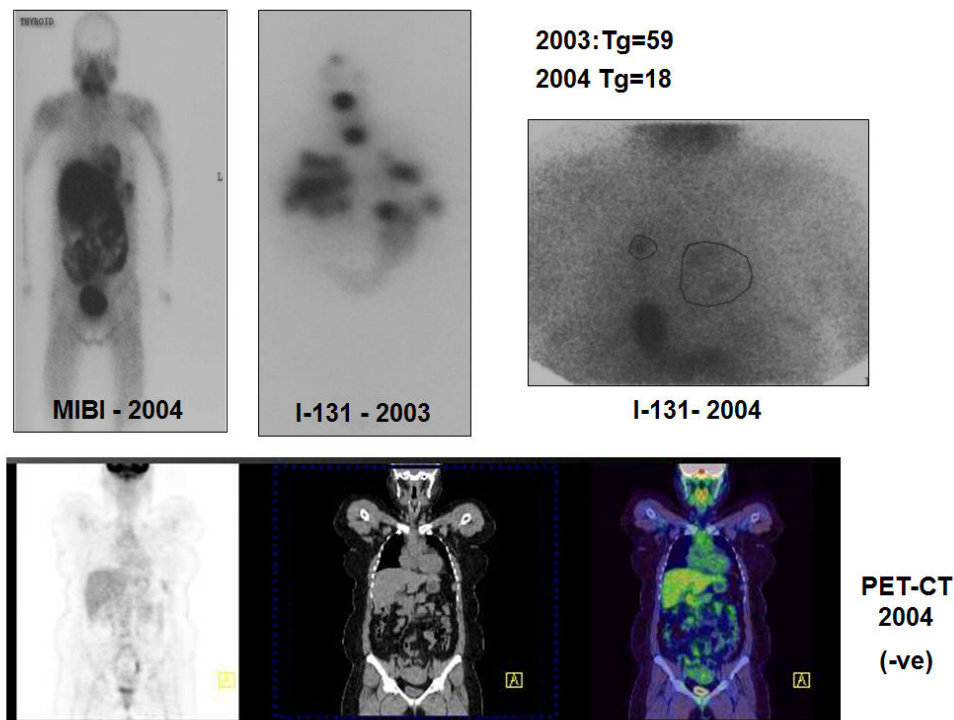 THYROID
L
MIBI - 2004
I-131 - 2003
2003: Tg=59
2004 Tg=18
I-131- 2004
A
A
A
PET-CT
2004
(-ve)